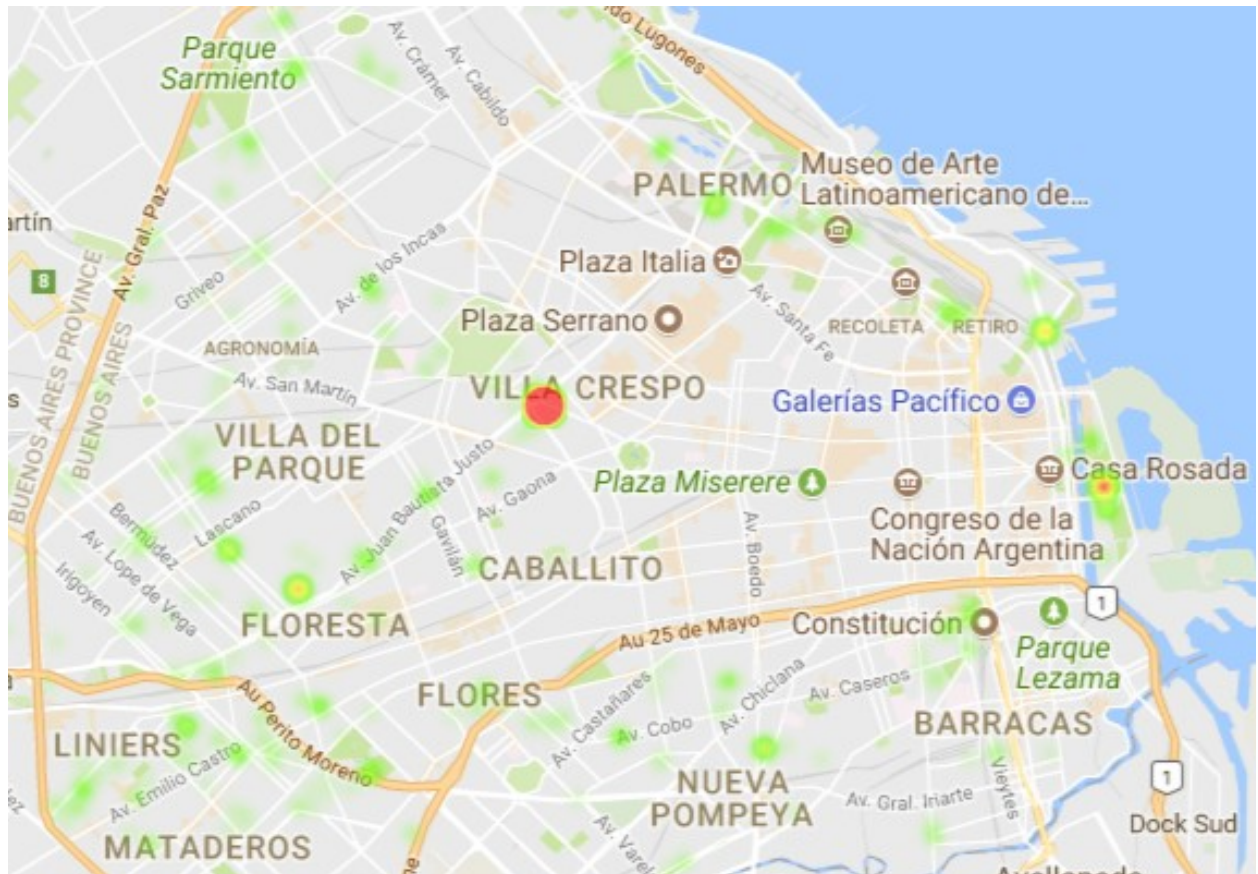 Parque
Sarmiento
Av. Crámer
Av. Cabildo
do Lugones
PALERMO
Museo de Arte
Latinoamericano de...
artín
8
Av. Gral. Paz
Griveo
Av. de los Incas
Plaza Italia
Plaza Serrano
Av. Santa Fe
RECOLETA
RETIRO
BUENOS AIRES PROVINCE
BUENOS AIRES
AGRONOMÍA
Av. San Martín
VILLA CRESPO
Galerías Pacífico
s
VILLA DEL
PARQUE
Av. Juan Bautista Justo
Av. Gaona
Gavilán
Plaza Miserere
Casa Rosada
Congreso de la
Nación Argentina
Bermúdez
Lascano
Av. Lope de Vega
Irigoyen
CABALLITO
Av. Boedo
FLORESTA
Au 25 de Mayo
Constitución
1
Parque
Lezama
Au Perito Moreno
FLORES
Av. Castañares
Av. Cobo
Av. Chiclana
Av. Caseros
BARRACAS
LINIERS
Av. Emilio Castro
NUEVA
POMPEYA
Av. Gral. Iriarte
Vieytes
1
Dock Sud
MATADEROS
Av. Varel
Avellaneda